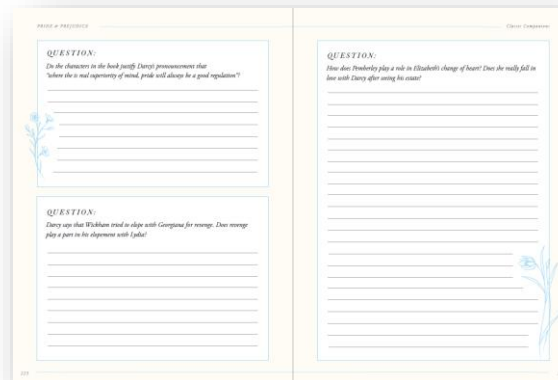 PRIDE & PREJUDICE
QUESTION:
Do the characters in the book justify Darcy's pronouncement that
"where the is real superiority of mind, pride will always be a good regulation"?
QUESTION:
Darcy says that Wickham tried to elope with Georgiana for revenge. Does revenge
play a part in his elopement with Lydia?
Classic Companions
QUESTION:
How does Pemberley play a role in Elizabeth's change of heart? Does she really fall in
love with Darcy after seeing his estate?